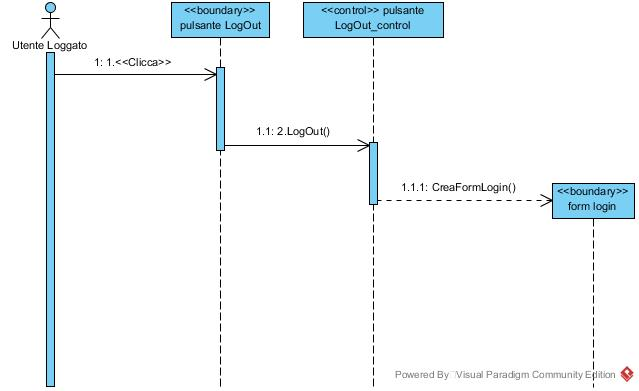 <<boundary>>
pulsante LogOut
<<control>> pulsante
LogOut_control
Utente Loggato
1: 1.<<Clicca>>
1.1: 2.LogOut()
1.1.1: CreaFormLogin()
<<boundary>>
form login
Powered By Visual Paradigm Community Edition